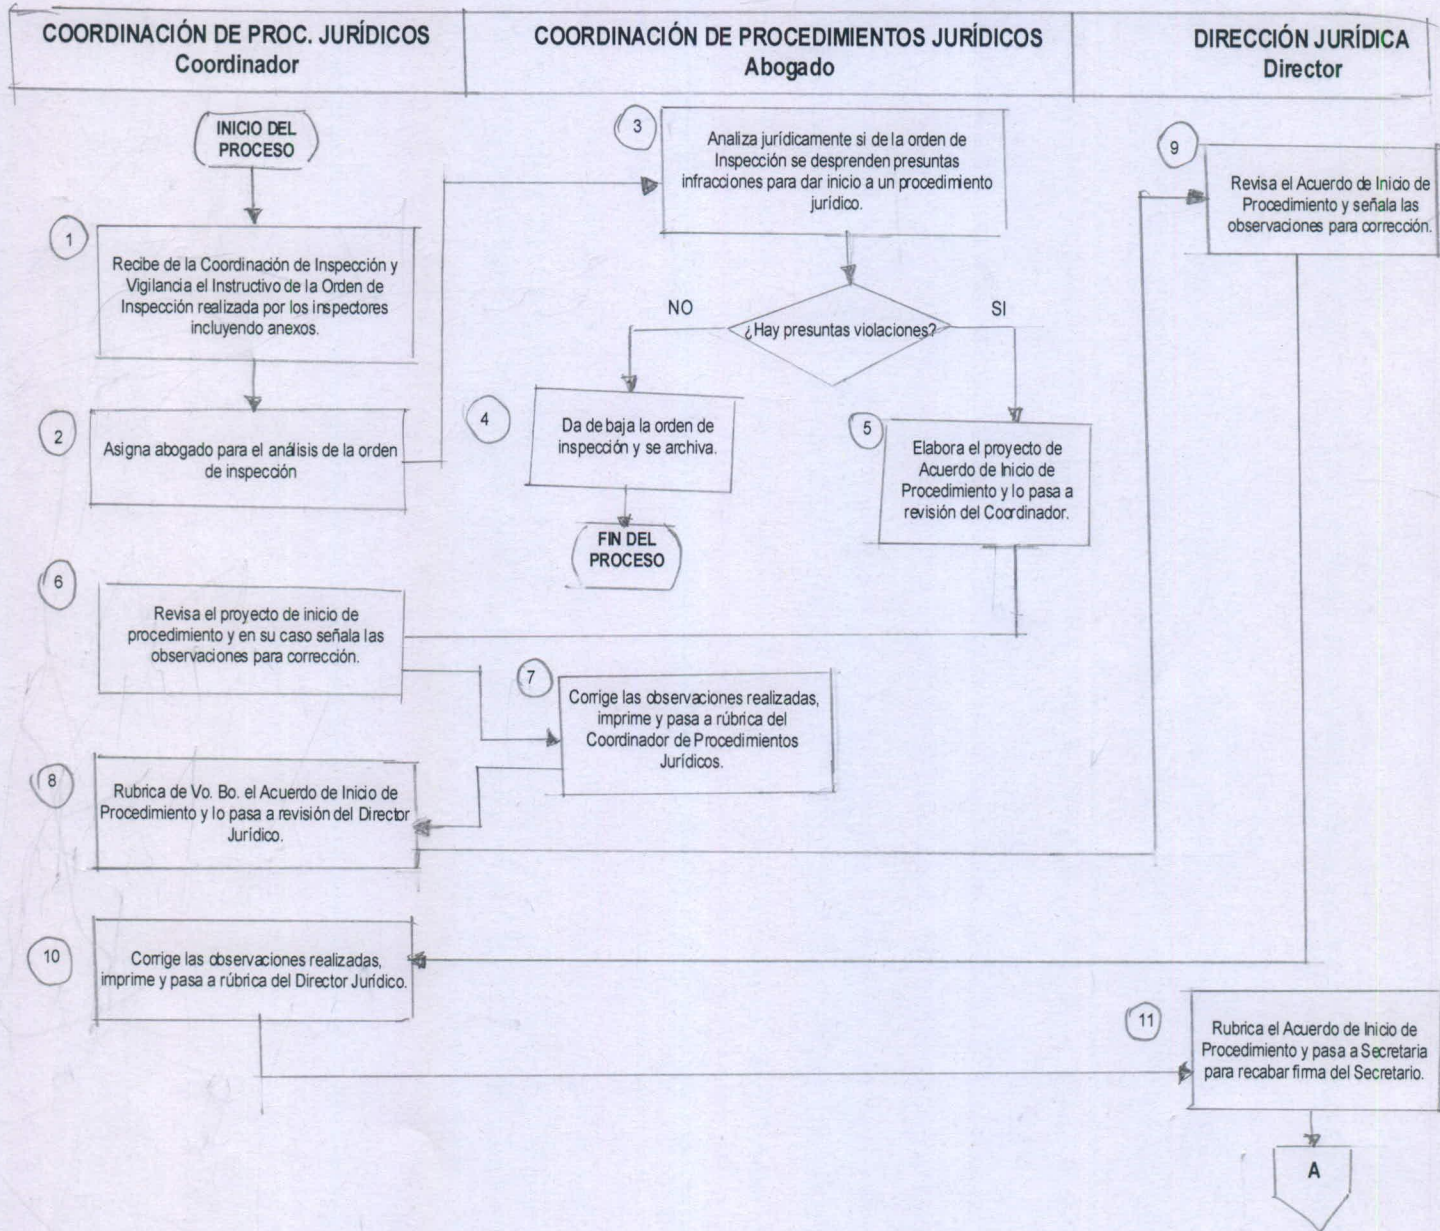 COORDINACIÓN DE PROC. JURÍDICOS
Coordinador
COORDINACIÓN DE PROCEDIMIENTOS JURÍDICOS
Abogado
DIRECCIÓN JURÍDICA
Director
INICIO DEL
PROCESO
1
Recibe de la Coordinación de Inspección y
Vigilancia el Instructivo de la Orden de
Inspección realizada por los inspectores
incluyendo anexos.
2
Asigna abogado para el análisis de la orden
de inspección
3
Analiza jurídicamente si de la orden de
Inspección se desprenden presuntas
infracciones para dar inicio a un procedimiento
jurídico.
¿Hay presuntas violaciones?
NO
SI
4
Da de baja la orden de
inspección y se archiva.
FIN DEL
PROCESO
5
Elabora el proyecto de
Acuerdo de Inicio de
Procedimiento y lo pasa a
revisión del Coordinador.
6
Revisa el proyecto de inicio de
procedimiento y en su caso señala las
observaciones para corrección.
7
Corrige las observaciones realizadas,
imprime y pasa a rúbrica del
Coordinador de Procedimientos
Jurídicos.
8
Rubrica de Vo. Bo. el Acuerdo de Inicio de
Procedimiento y lo pasa a revisión del Director
Jurídico.
9
Revisa el Acuerdo de Inicio de
Procedimiento y señala las
observaciones para corrección.
10
Corrige las observaciones realizadas,
imprime y pasa a rúbrica del Director Jurídico.
11
Rubrica el Acuerdo de Inicio de
Procedimiento y pasa a Secretaria
para recabar firma del Secretario.
A